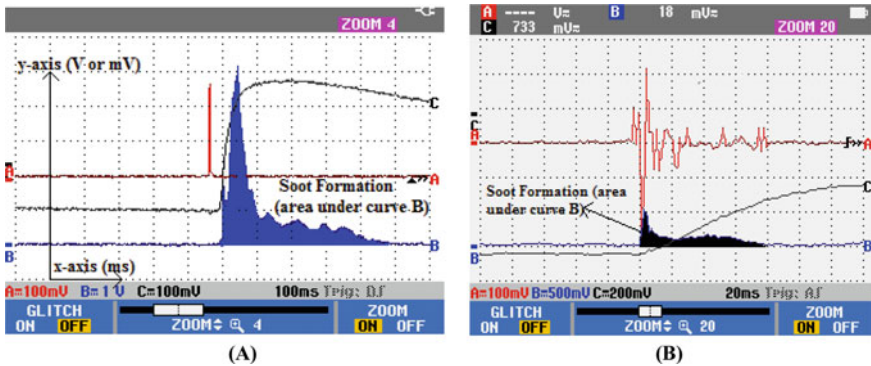 ZOOM 4
y-axis (V or mV)
C
A
A
Soot Formation
(area under curve B)
B
B
x-axis (ms)
A=100mV B=1 V C=100mV 100ms Trig: D
GLITCH ZOOM
ON OFF ZOOM 4 ON OFF
(A)
A ---- V B 18 mV
C 733 mV ZOOM 20
C
A
A
Soot Formation (area
under curve B)
C
B
B
A=100mV B=500mV C=200mV 20ms Trig: A
GLITCH ZOOM
ON OFF ZOOM 20 ON OFF
(B)